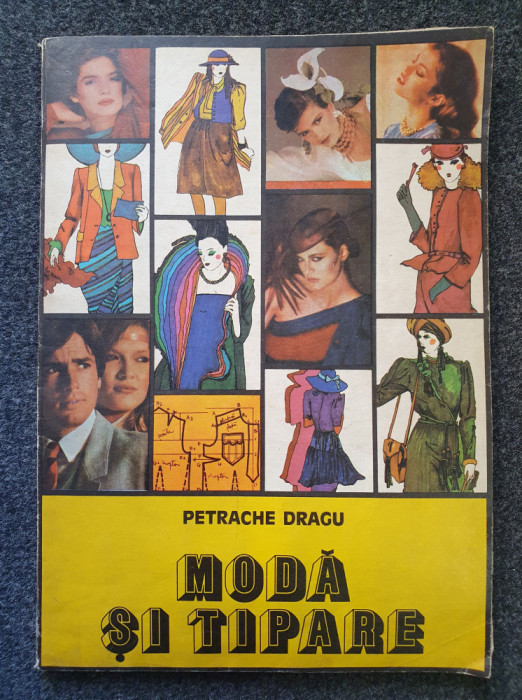 PETRACHE DRAGU
MODĂ
ȘI TIPARE